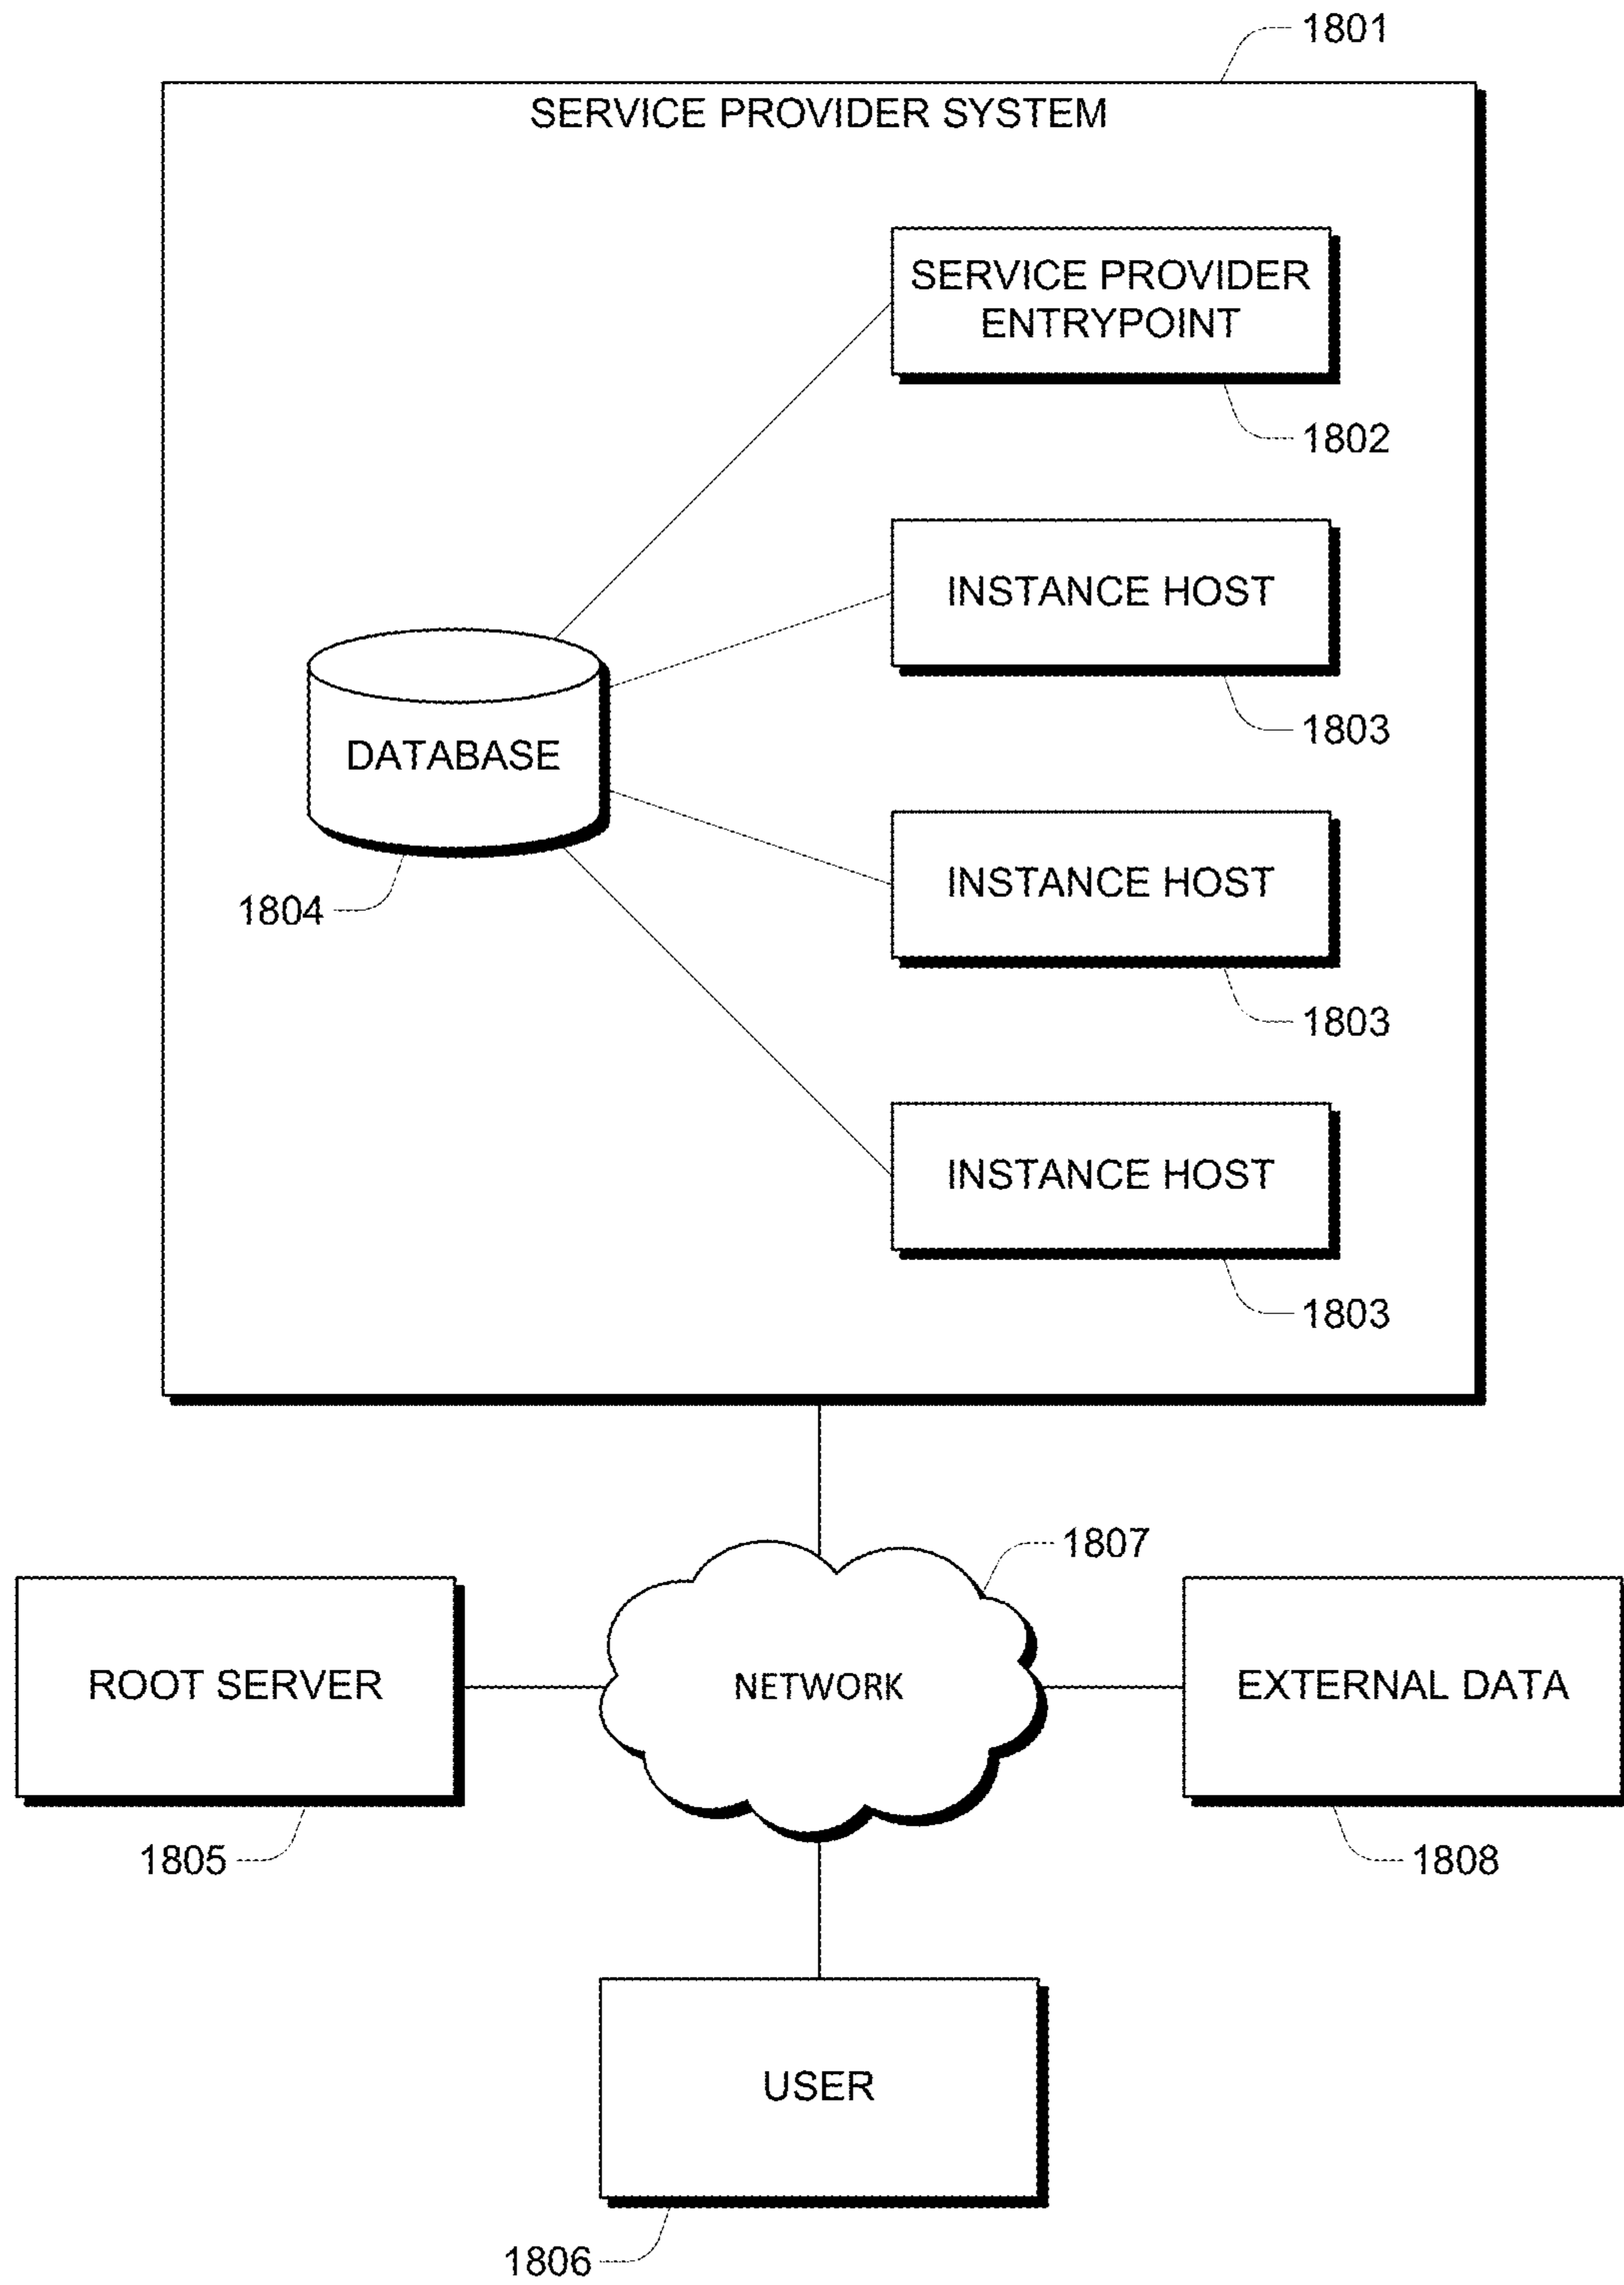 1801
SERVICE PROVIDER SYSTEM
SERVICE PROVIDER
ENTRYPOINT
1802
INSTANCE HOST
1803
DATABASE
1804
INSTANCE HOST
1803
INSTANCE HOST
1803
1807
ROOT SERVER
NETWORK
EXTERNAL DATA
1805
1808
USER
1806